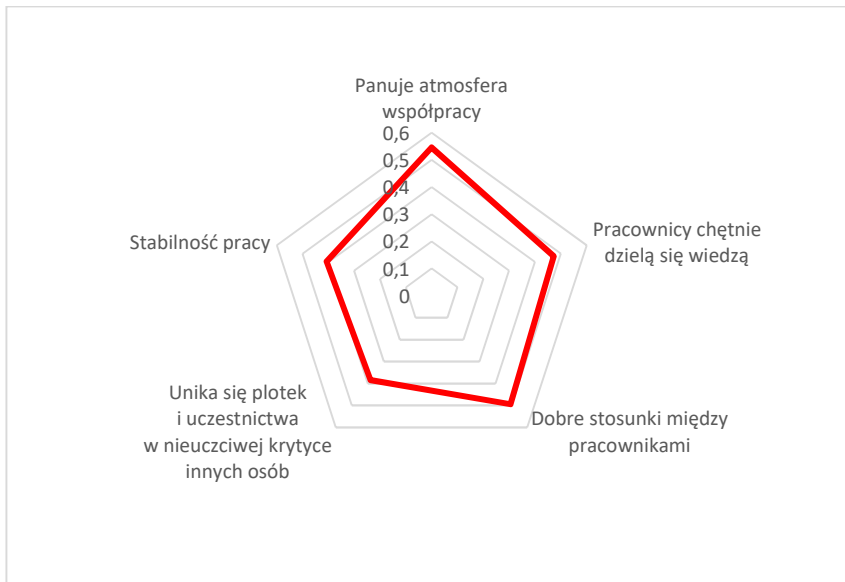 Panuje atmosfera
współpracy
0,6
0,5
0,4
0,3
0,2
0,1
0
Pracownicy chętnie
dzielą się wiedzą
Dobre stosunki między
pracownikami
Unika się plotek
i uczestnictwa
w nieuczciwej krytyce
innych osób
Stabilność pracy